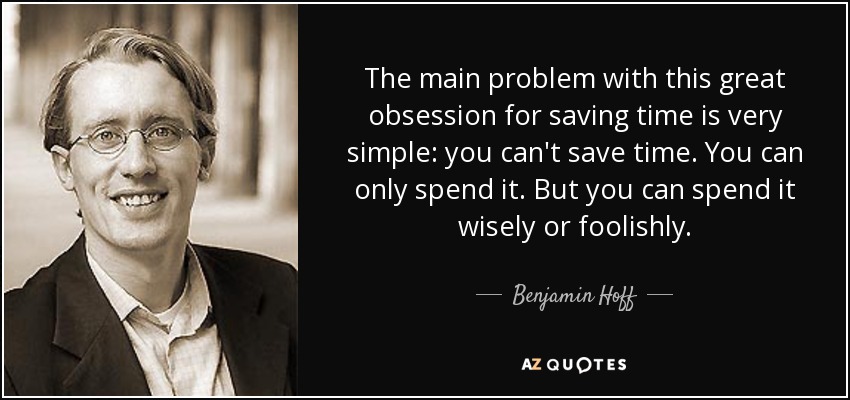 The main problem with this great
obsession for saving time is very
simple: you can't save time. You can
only spend it. But you can spend it
wisely or foolishly.
Benjamin Hoff
AZ QUOTES